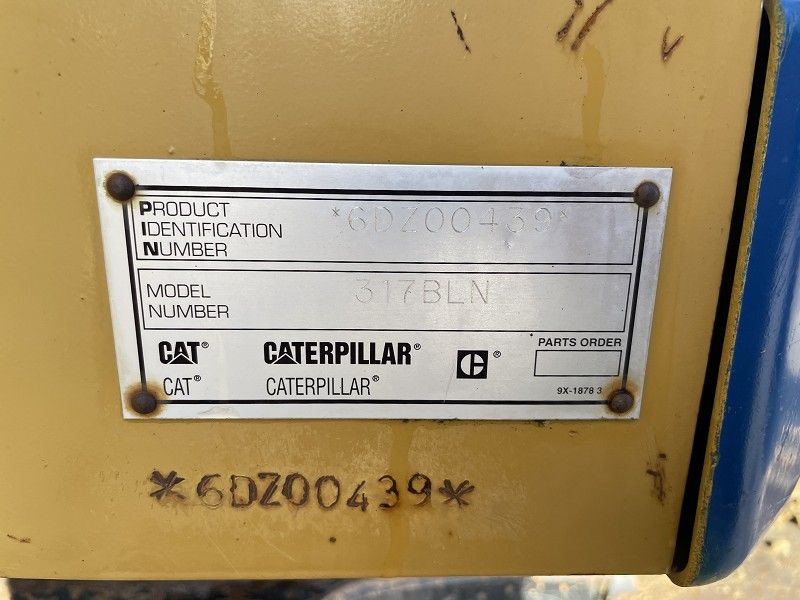 PRODUCT
IDENTIFICATION
NUMBER
*6DZ00439*
MODEL
NUMBER
317BLN
CAT® CATERPILLAR® C® PARTS ORDER
CAT® CATERPILLAR® 9X-1878 3
*6DZ00439*